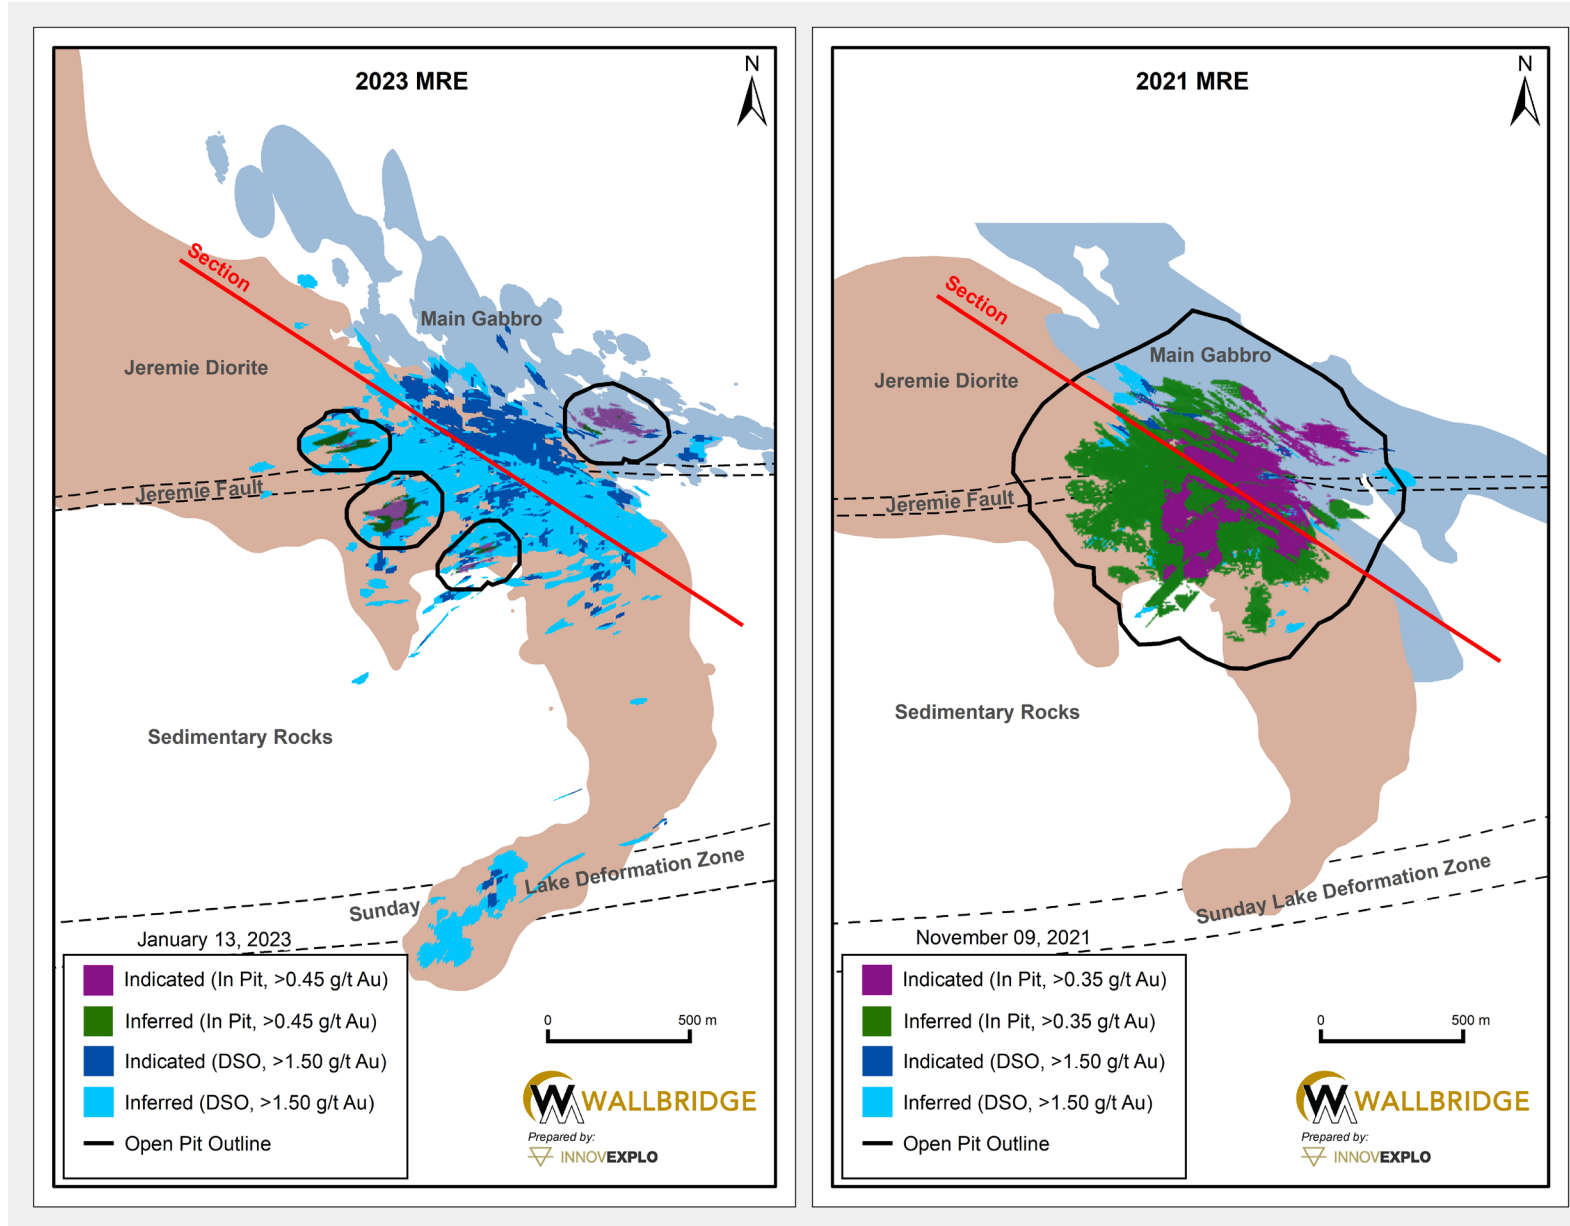 2023 MRE
N
Section
Main Gabbro
Jeremie Diorite
Jeremie Fault
Sedimentary Rocks
Lake Deformation Zone
Sunday
January 13, 2023
Indicated (In Pit, >0.45 g/t Au)
Inferred (In Pit, >0.45 g/t Au)
Indicated (DSO, >1.50 g/t Au)
Inferred (DSO, >1.50 g/t Au)
Open Pit Outline
0 500 m
WALLBRIDGE
Prepared by:
INNOVEXPLO
2021 MRE
N
Section
Main Gabbro
Jeremie Diorite
Jeremie Fault
Sedimentary Rocks
Sunday Lake Deformation Zone
November 09, 2021
Indicated (In Pit, >0.35 g/t Au)
Inferred (In Pit, >0.35 g/t Au)
Indicated (DSO, >1.50 g/t Au)
Inferred (DSO, >1.50 g/t Au)
Open Pit Outline
0 500 m
WALLBRIDGE
Prepared by:
INNOVEXPLO